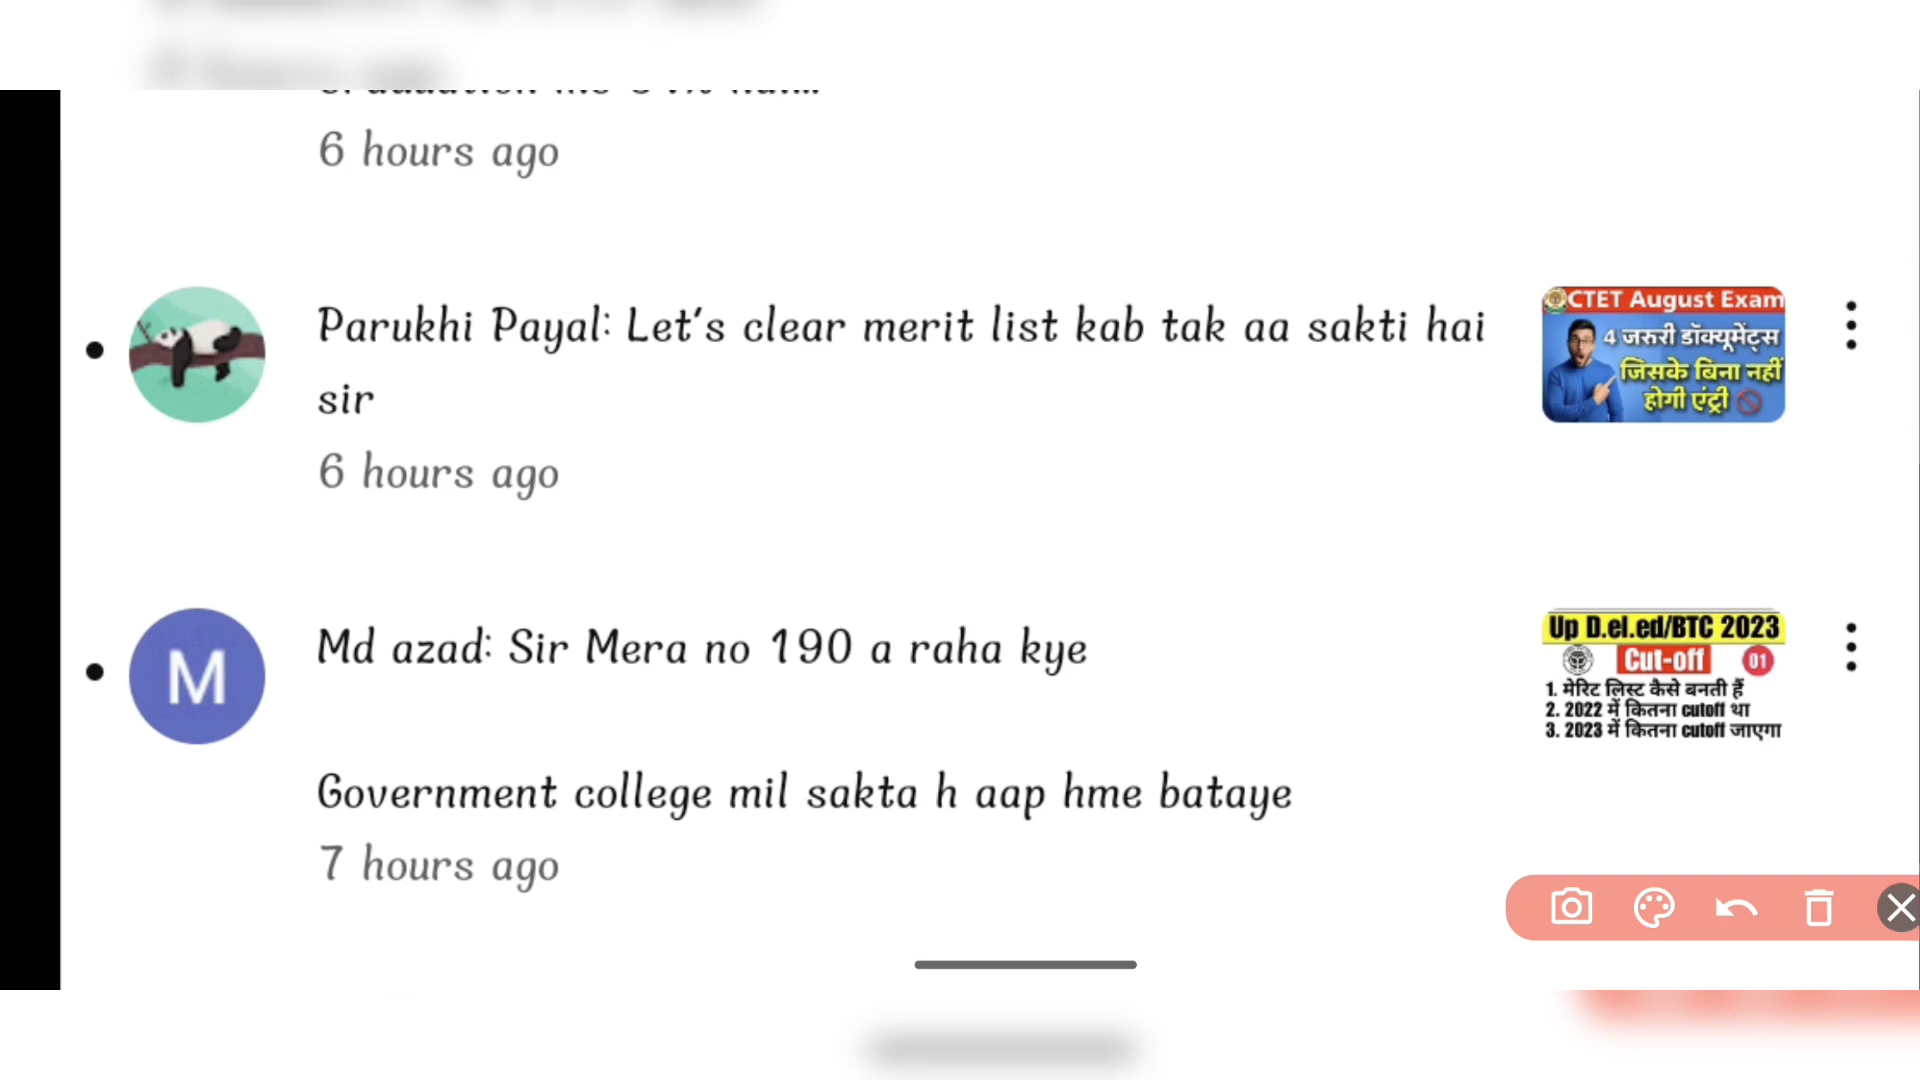 6 hours ago
Parukhi Payal: Let's clear merit list kab tak aa sakti hai
sir
6 hours ago
CTET August Exam
4 जरुरी डॉक्यूमेंट्स
जिसके बिना नहीं
होगी एंट्री
M
Md azad: Sir Mera no 190 a raha kye
Government college mil sakta h aap hme bataye
7 hours ago
Up D.el.ed/BTC 2023
Cut-off 01
1. मेरिट लिस्ट कैसे बनती हैं
2. 2022 में कितना cutoff था
3. 2023 में कितना cutoff जाएगा